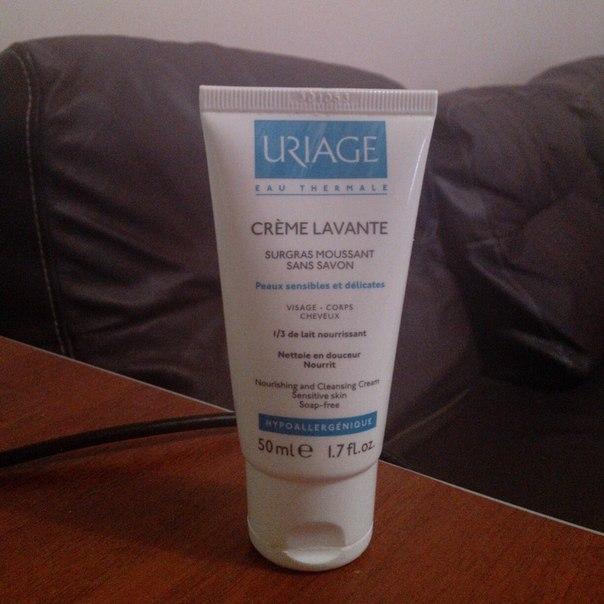 URIAGE
EAU THERMALE
CRÈME LAVANTE
SURGRAS MOUSSANT
SANS SAVON
Peaux sensibles et délicates
VISAGE - CORPS
CHEVEUX
1/3 de lait nourrissant
Nettoie en douceur
Nourrit
Nourishing and Cleansing Cream
Sensitive skin
Soap-free
HYPOALLERGÉNIQUE
50 ml e 1.7 fl.oz.